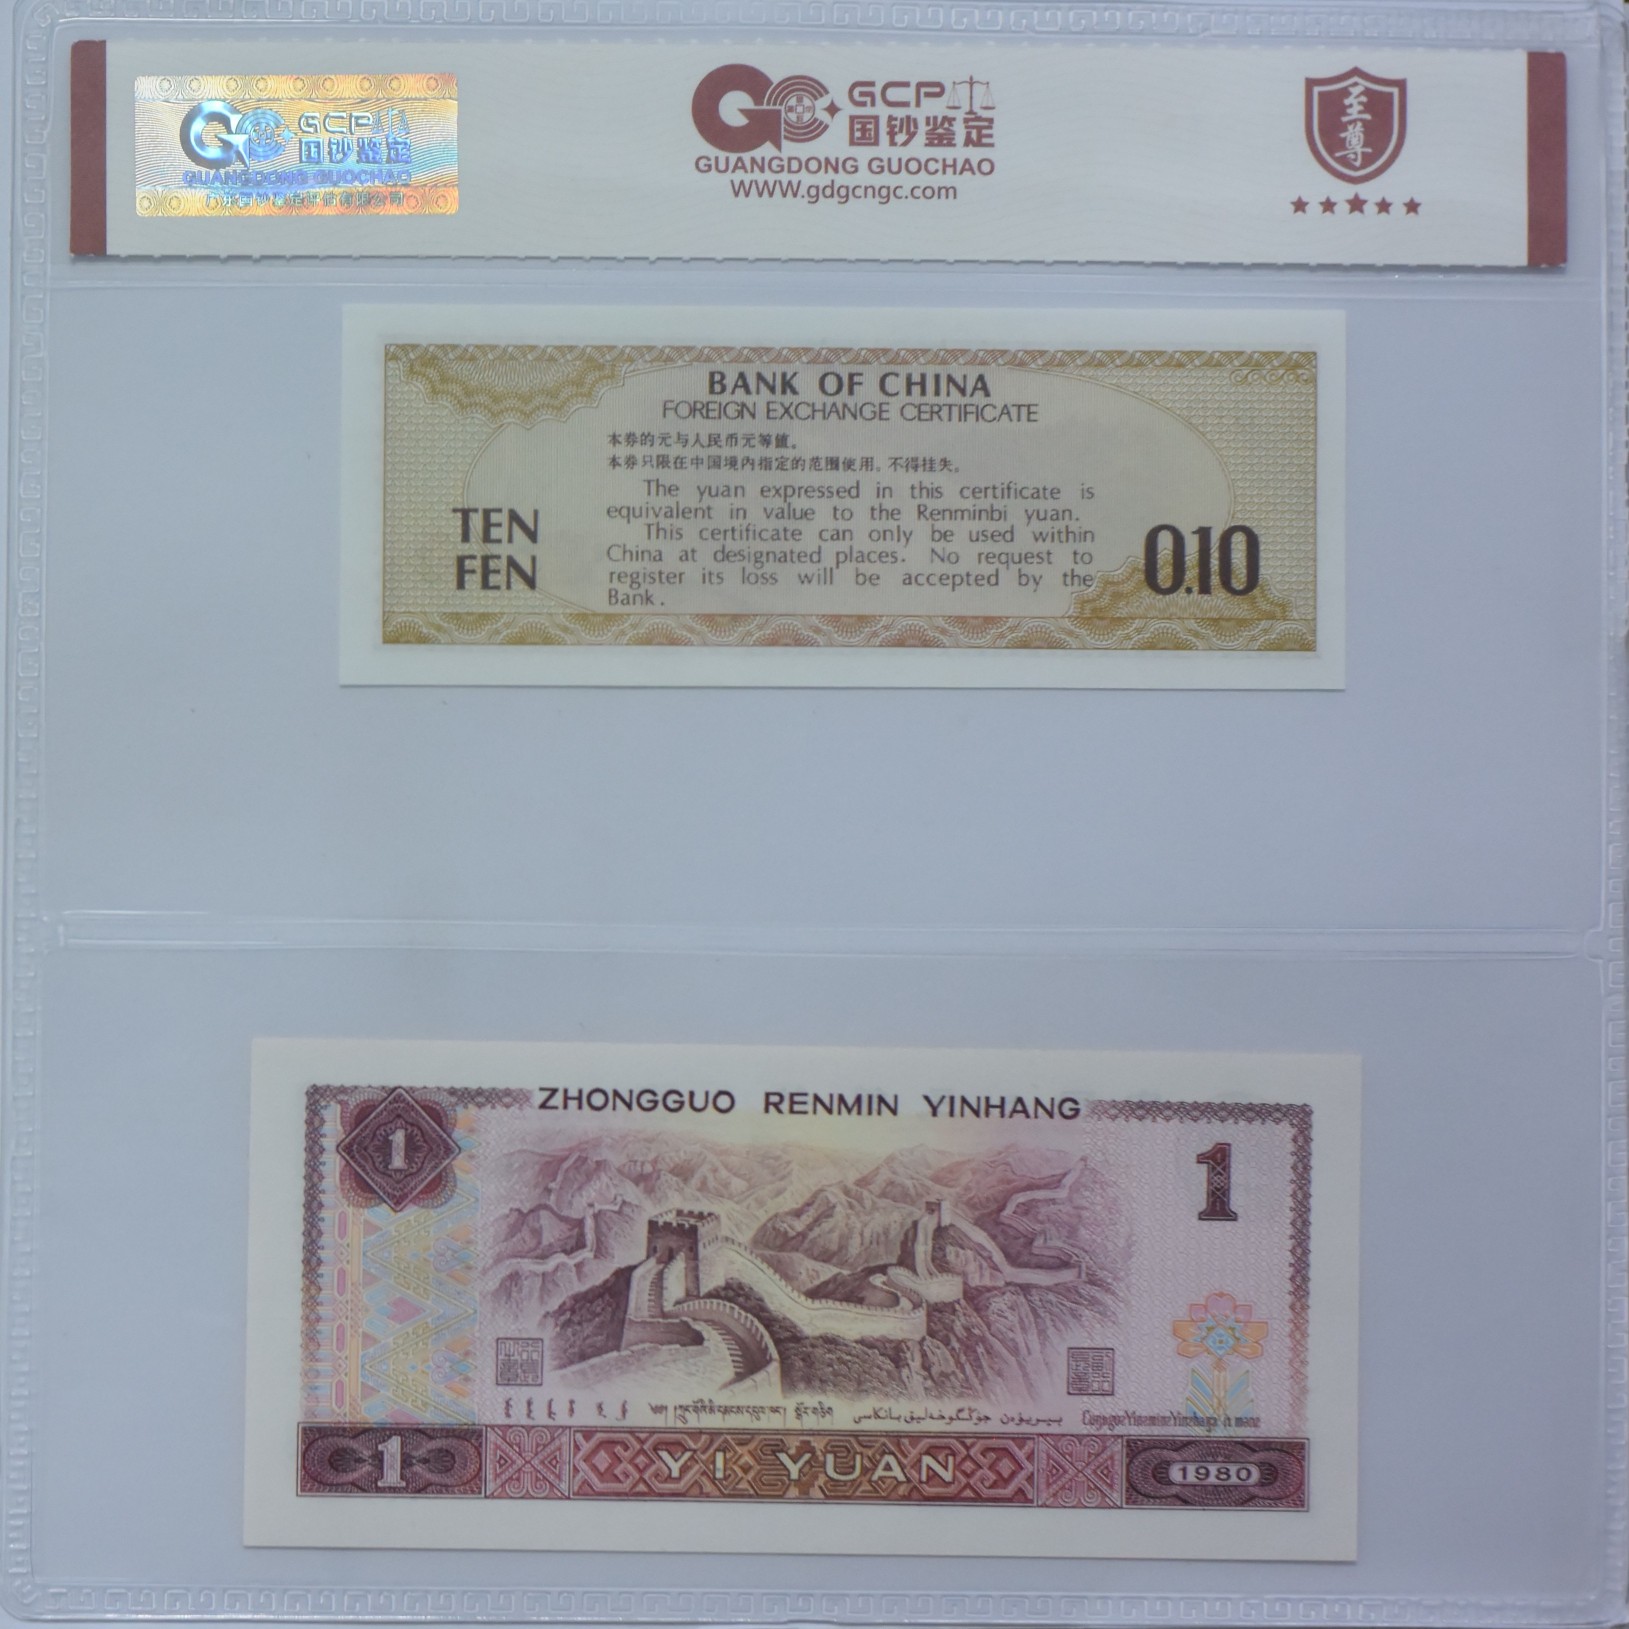 GCP
国钞鉴定
GUANGDONG GUOCHAO
GCP
国钞鉴定
GUANGDONG GUOCHAO
WWW.gdgcngc.com
至尊
BANK OF CHINA
FOREIGN EXCHANGE CERTIFICATE
本券的元与人民币元等值。
本券只限在中国境内指定的范围使用。不得挂失。
The yuan expressed in this certificate is
equivalent in value to the Renminbi yuan.
This certificate can only be used within
China at designated places. No request to
register its loss will be accepted by the
Bank.
TEN
FEN
0.10
ZHONGGUO RENMIN YINHANG
1
1
1
YI YUAN
1980